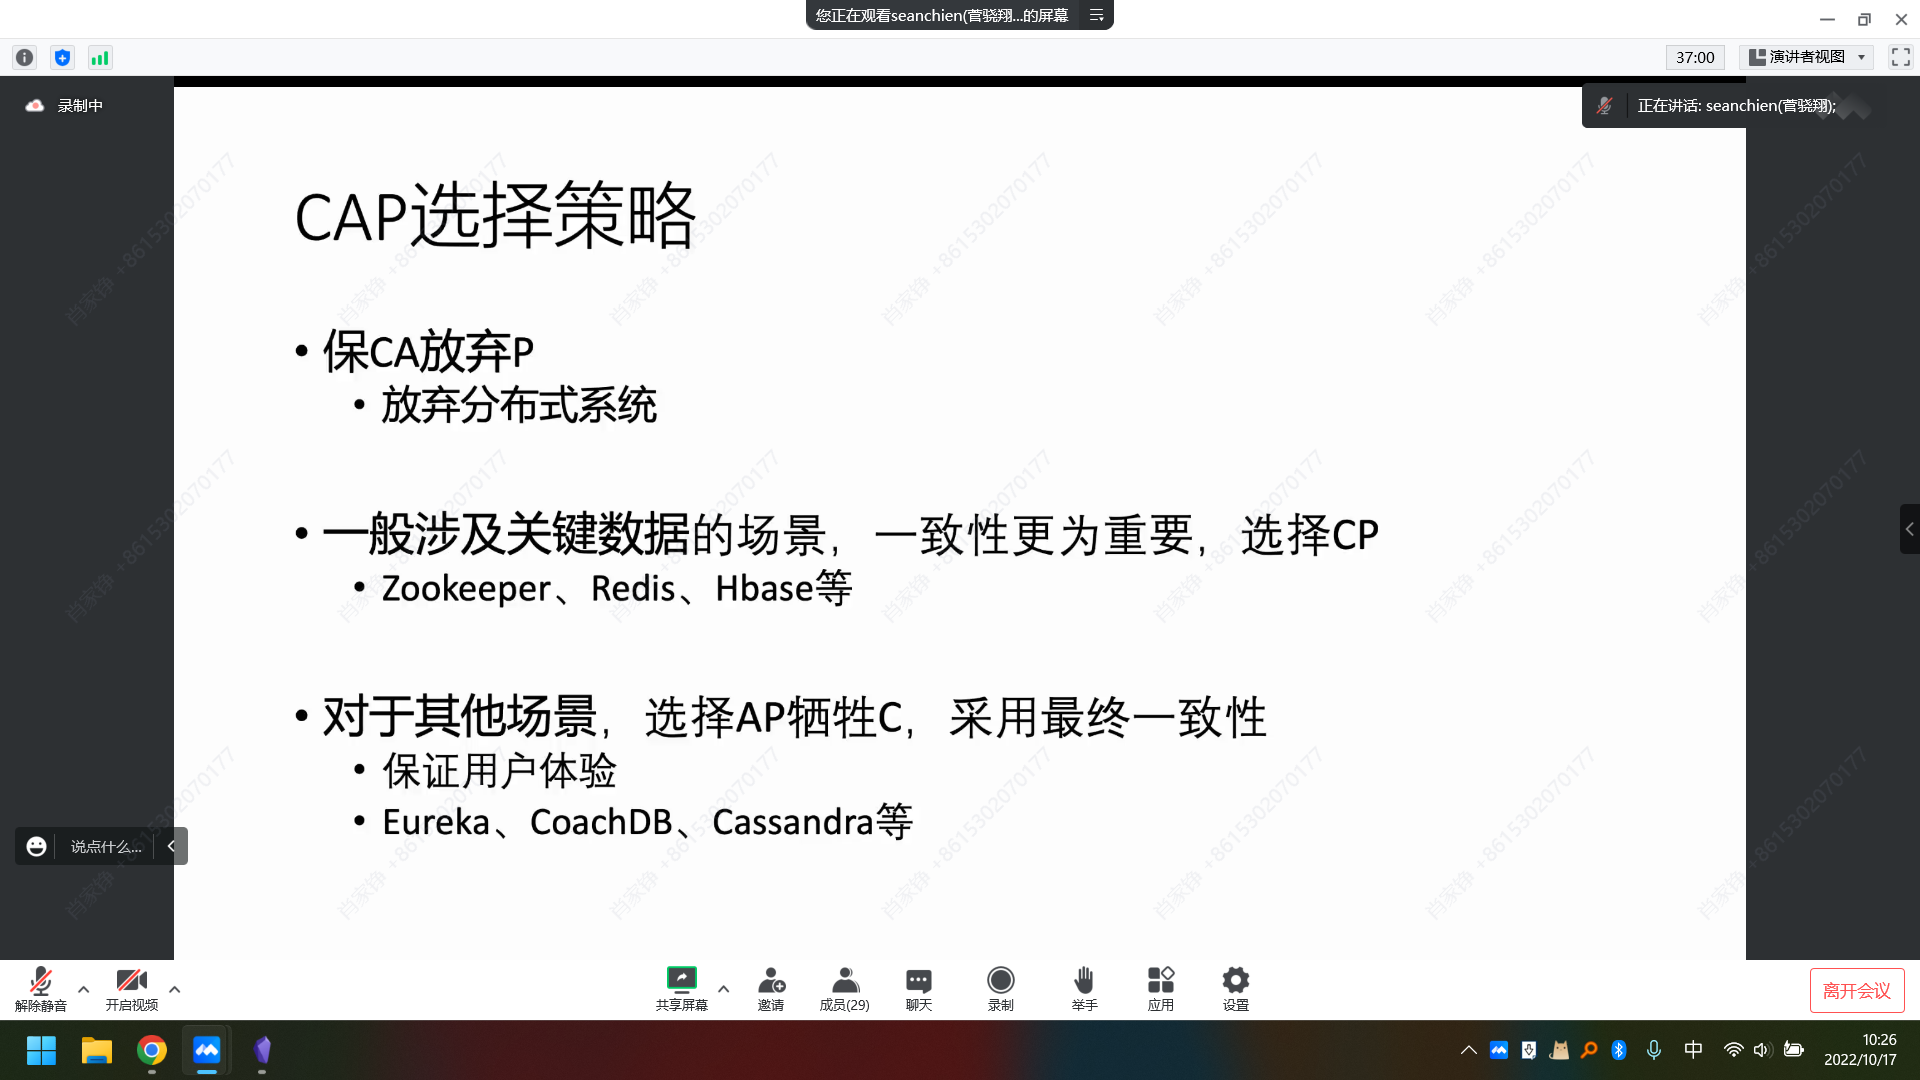 您正在观看seanchien(菅骁翔...的屏幕
37:00
演讲者视图
录制中
正在讲话: seanchien(菅骁翔);
CAP选择策略
• 保CA放弃P
• 放弃分布式系统
• 一般涉及关键数据的场景，一致性更为重要，选择CP
• Zookeeper、Redis、Hbase等
• 对于其他场景，选择AP牺牲C，采用最终一致性
• 保证用户体验
• Eureka、CoachDB、Cassandra等
说点什么...
肖家铮 +8615302070177
解除静音
开启视频
共享屏幕
邀请
成员(29)
聊天
录制
举手
应用
设置
离开会议
中
10:26
2022/10/17